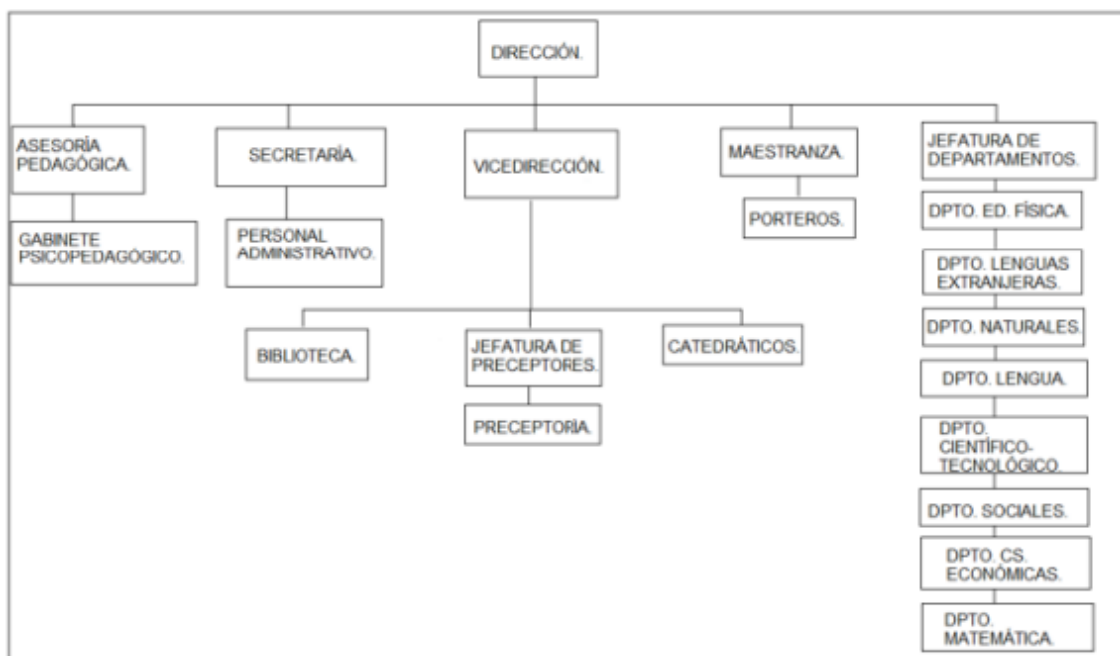 DIRECCIÓN.
ASESORÍA
PEDAGÓGICA.
SECRETARÍA.
VICEDIRECCIÓN.
MAESTRANZA.
JEFATURA DE
DEPARTAMENTOS.
GABINETE
PSICOPEDAGÓGICO.
PERSONAL
ADMINISTRATIVO.
PORTEROS.
DPTO. ED. FÍSICA.
DPTO. LENGUAS
EXTRANJERAS.
DPTO. NATURALES.
DPTO. LENGUA.
DPTO.
CIENTÍFICO-
TECNOLÓGICO.
DPTO. SOCIALES.
DPTO. CS.
ECONÓMICAS.
DPTO.
MATEMÁTICA.
BIBLIOTECA.
JEFATURA DE
PRECEPTORES.
CATEDRÁTICOS.
PRECEPTORÍA.